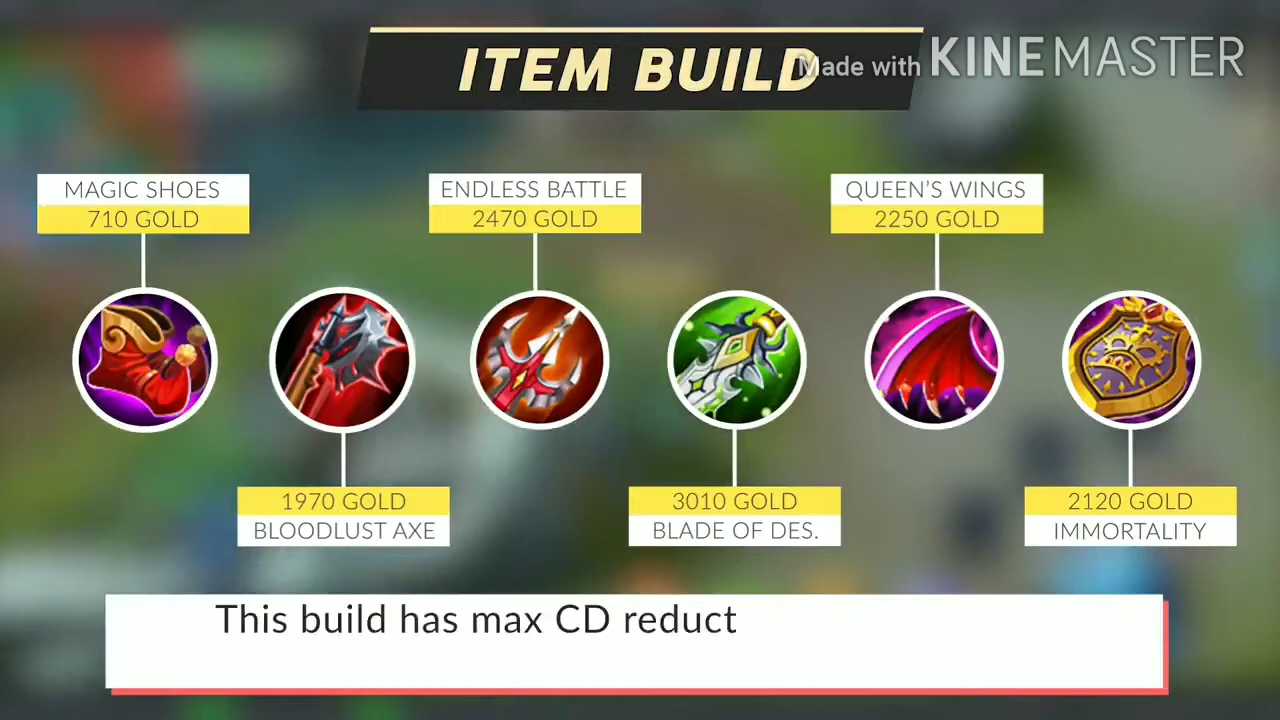 ITEM BUILD
Made with KINEMASTER
MAGIC SHOES
710 GOLD
ENDLESS BATTLE
2470 GOLD
QUEEN'S WINGS
2250 GOLD
1970 GOLD
BLOODLUST AXE
3010 GOLD
BLADE OF DES.
2120 GOLD
IMMORTALITY
This build has max CD reduct